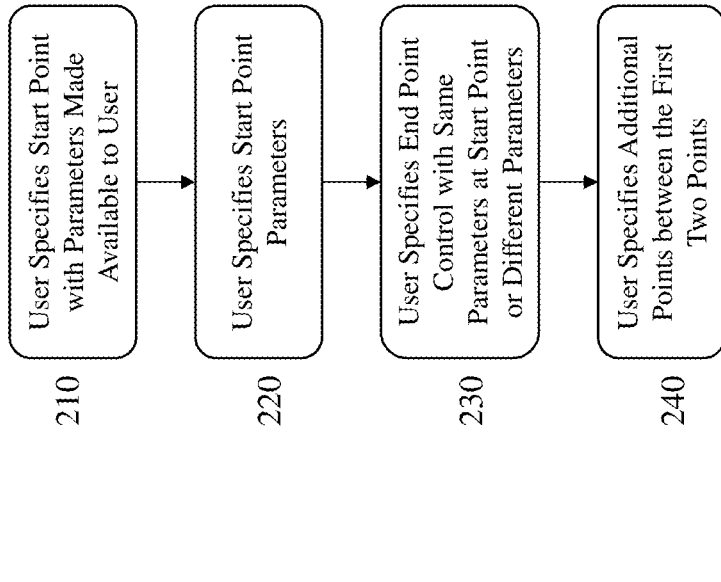 210
User Specifies Start Point
with Parameters Made
Available to User
220
User Specifies Start Point
Parameters
230
User Specifies End Point
Control with Same
Parameters at Start Point
or Different Parameters
240
User Specifies Additional
Points between the First
Two Points